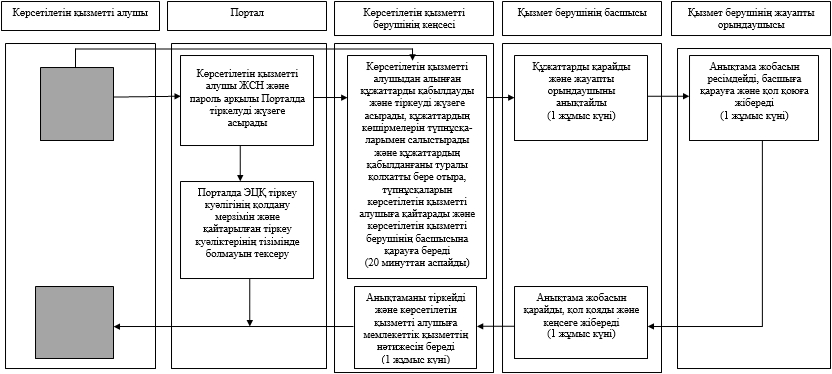 Көрсетілетін қызметті алушы
Портал
Көрсетілетін қызметті
берушінің кеңсесі
Қызмет берушінің басшысы
Қызмет берушінің жауапты
орындаушысы
Көрсетілетін қызметті
алушы ЖСН және
пароль арқылы Порталда
тіркелуді жүзеге
асырады
Порталда ЭЦҚ тіркеу
куәлігінің қолдану
мерзімін және
қайтарылған тіркеу
куәліктерінің тізімінде
болмауын тексеру
Көрсетілетін қызметті
алушыдан алынған
құжаттарды қабылдауды
және тіркеуді жүзеге
асырады, құжаттардың
көшірмелерін түпнұсқа-
ларымен салыстырады
және құжаттардың
қабылданғаны туралы
қолхатты бере отыра,
түпнұсқаларын
көрсетілетін қызметті
алушыға қайтарады және
көрсетілетін қызметті
берушінің басшысына
қарауға береді
(20 минуттан аспайды)
Құжаттарды қарайды
және жауапты
орындаушыны
анықтайлы
(1 жұмыс күні)
Анықтама жобасын
ресімдейді, басшыға
қарауға және қол қоюға
жібереді
(1 жұмыс күні)
Анықтаманы тіркейді
және көрсетілетін
қызметті алушыға
мемлекеттік қызметтің
нәтижесін береді
(1 жұмыс күні)
Анықтама жобасын
қарайды, қол қояды және
кеңсеге жібереді
(1 жұмыс күні)